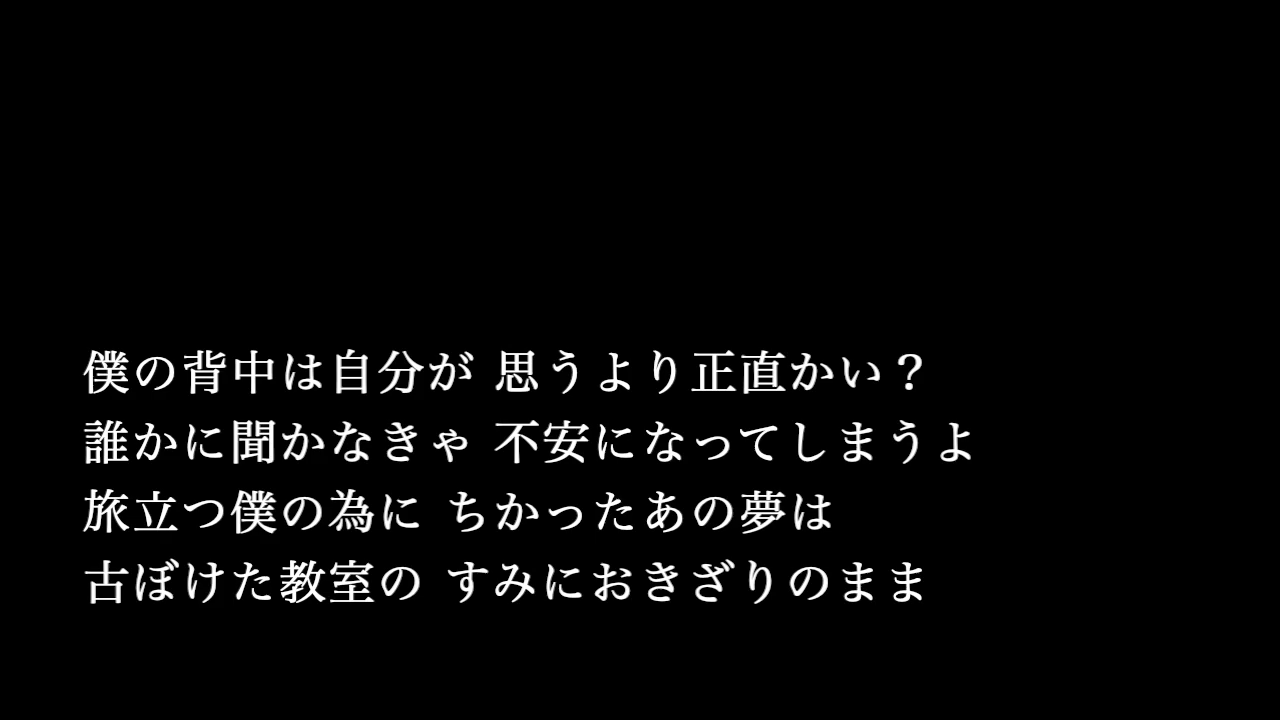 僕の背中は自分が 思うより正直かい？
誰かに聞かなきゃ 不安になってしまうよ
旅立つ僕の為に ちかったあの夢は
古ぼけた教室の すみにおきざりのまま